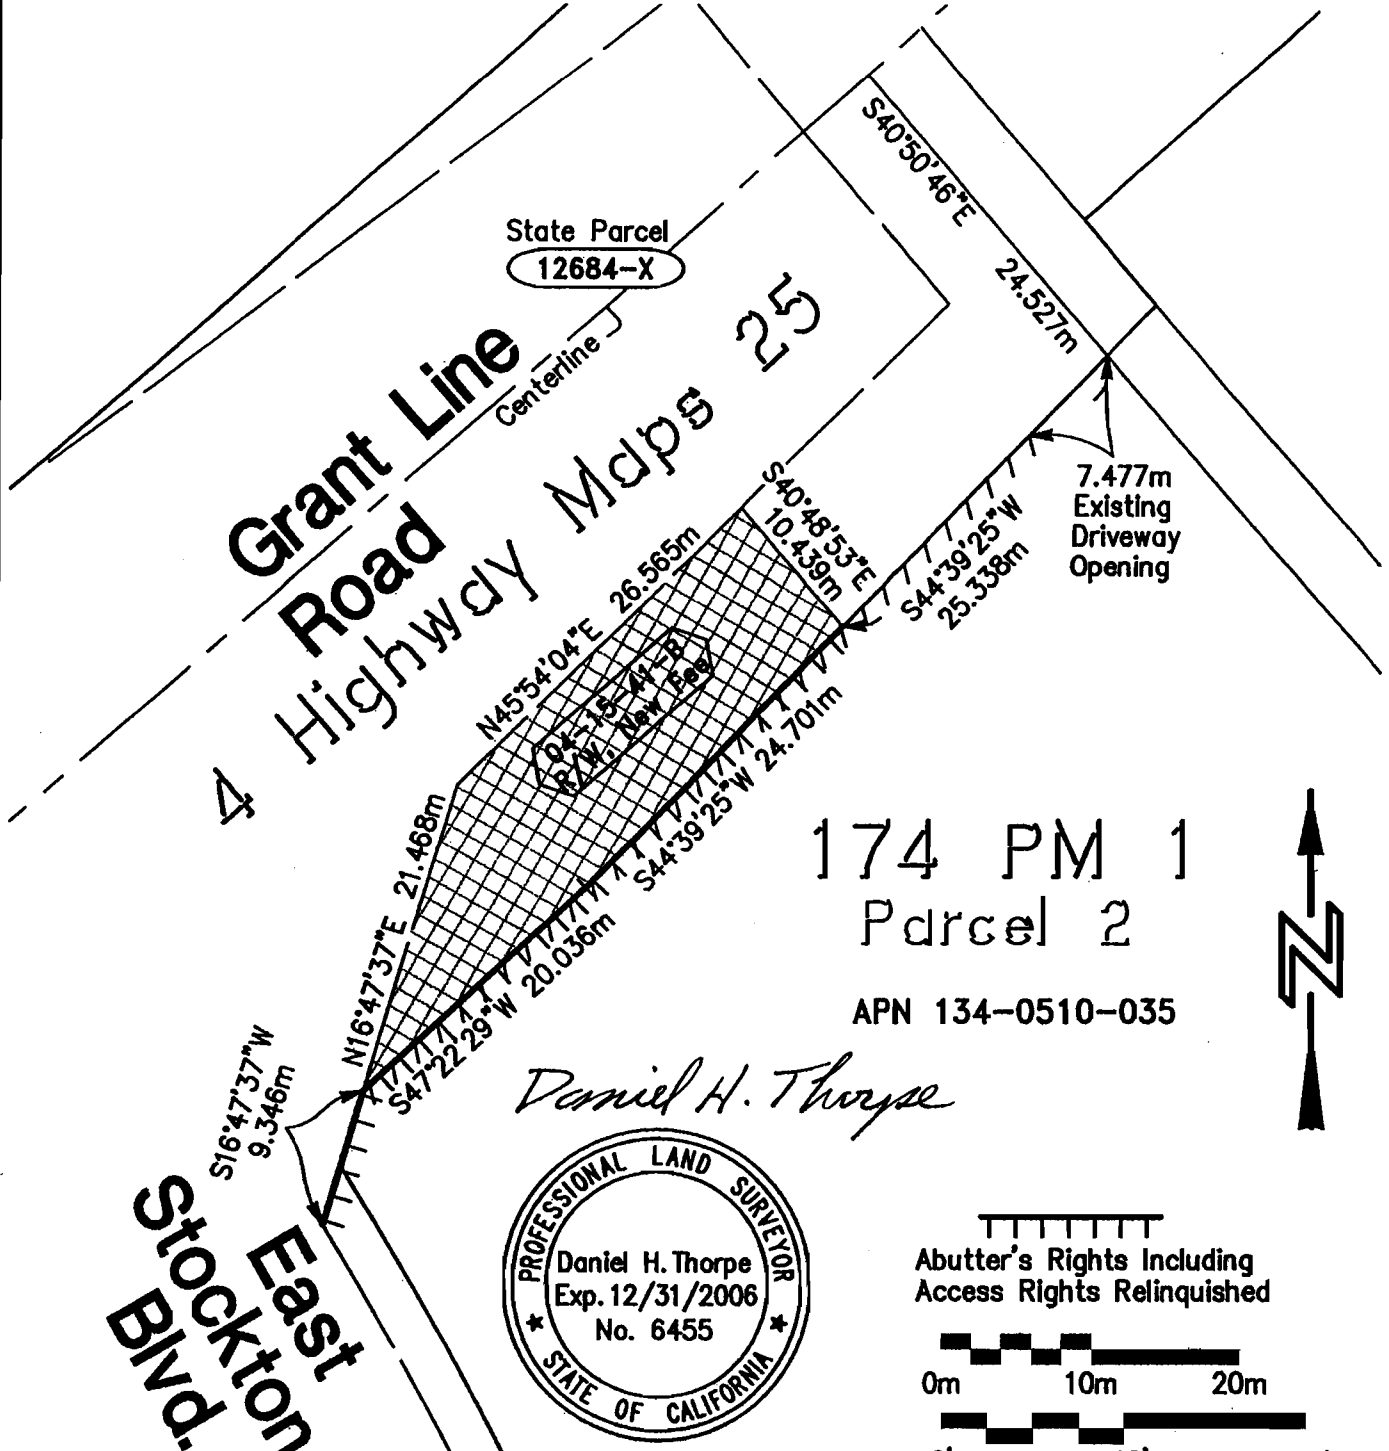 S40°50'46"E
24.527m
State Parcel
12684-X
Centerline
Grant Line
Road
4 Highway Maps 25
7.477m
Existing
Driveway
Opening
S40°48'53"E
10.439m
S44°39'25"W
25.338m
N45°54'04"E 26.565m
04-15-41-B
R/W, New Fee
S44°39'25"W 24.701m
N16°47'37"E 21.468m
S47°22'29"W 20.036m
174 PM 1
Parcel 2
APN 134-0510-035
S16°47'37"W
9.346m
Daniel H. Thorpe
PROFESSIONAL LAND SURVEYOR
Daniel H. Thorpe
Exp. 12/31/2006
No. 6455
STATE OF CALIFORNIA
East
Stockton
Blvd.
N
Abutter's Rights Including
Access Rights Relinquished
0m 10m 20m